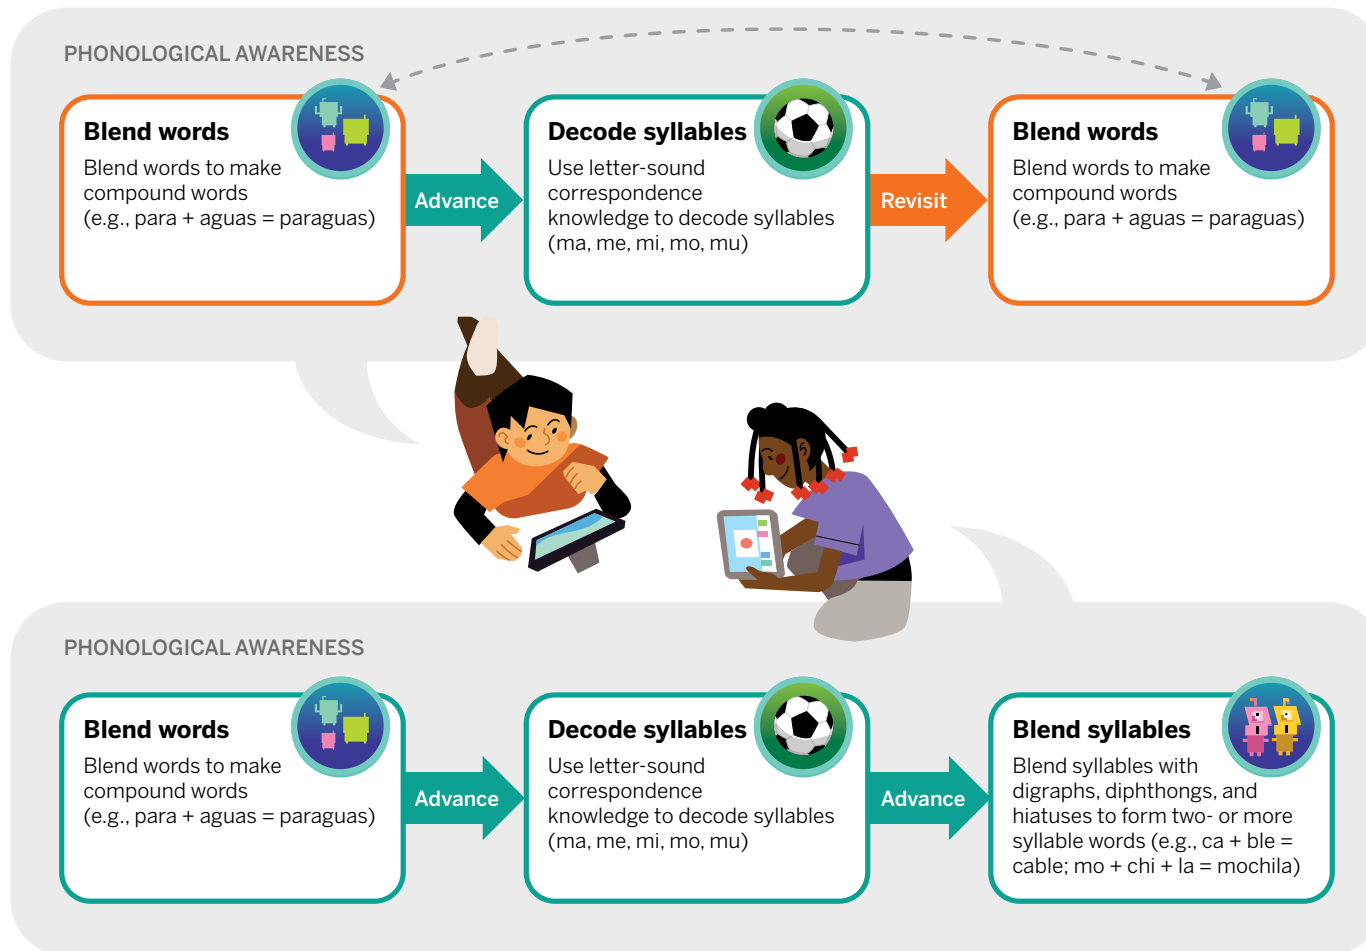 PHONOLOGICAL AWARENESS
Blend words
Blend words to make
compound words
(e.g., para + aguas = paraguas)
Advance
Decode syllables
Use letter-sound
correspondence
knowledge to decode syllables
(ma, me, mi, mo, mu)
Revisit
Blend words
Blend words to make
compound words
(e.g., para + aguas = paraguas)
PHONOLOGICAL AWARENESS
Blend words
Blend words to make
compound words
(e.g., para + aguas = paraguas)
Advance
Decode syllables
Use letter-sound
correspondence
knowledge to decode syllables
(ma, me, mi, mo, mu)
Advance
Blend syllables
Blend syllables with
digraphs, diphthongs, and
hiatuses to form two- or more
syllable words (e.g., ca + ble =
cable; mo + chi + la = mochila)